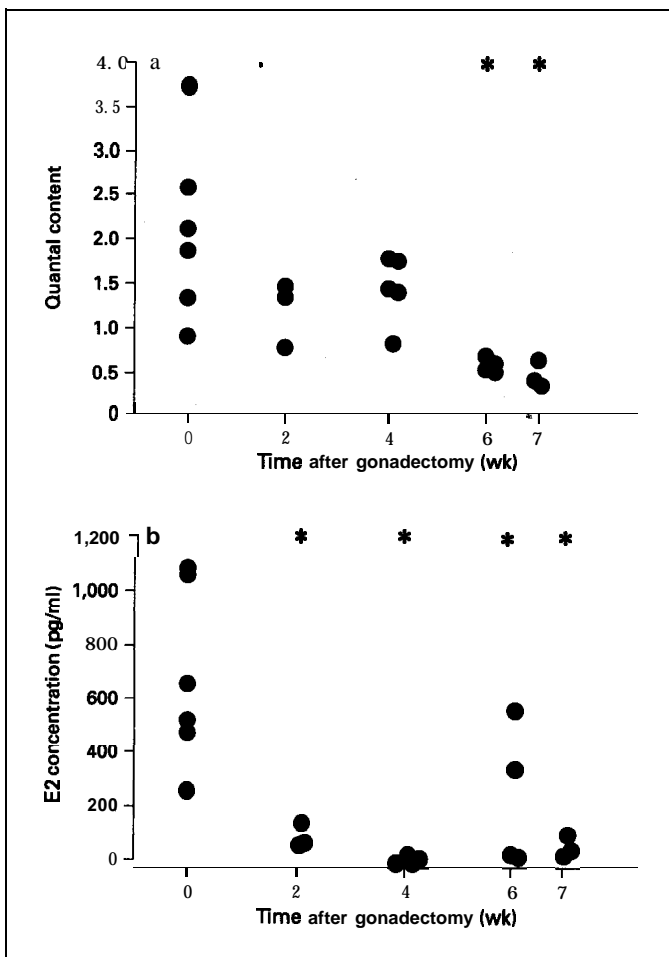 a
* *
4.0
3.5
3.0
2.5
2.0
1.5
1.0
0.5
0
Quantal content
0 2 4 6 7
Time after gonadectomy (wk)
b
* * * *
1,200
1,000
800
600
400
200
0
E2 concentration (pg/ml)
0 2 4 6 7
Time after gonadectomy (wk)